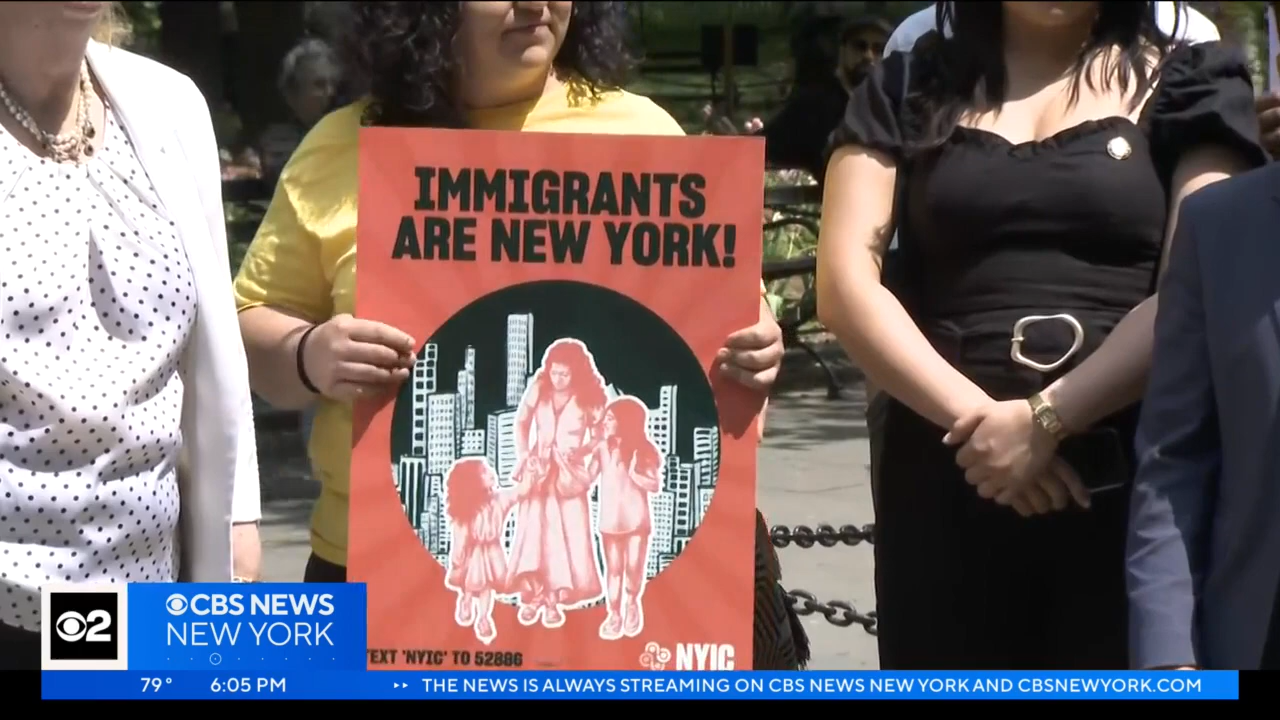 IMMIGRANTS
ARE NEW YORK!
TEXT 'NYIC' TO 52886
NYIC
2
CBS NEWS
NEW YORK
79° 6:05 PM THE NEWS IS ALWAYS STREAMING ON CBS NEWS NEW YORK AND CBSNEWYORK.COM